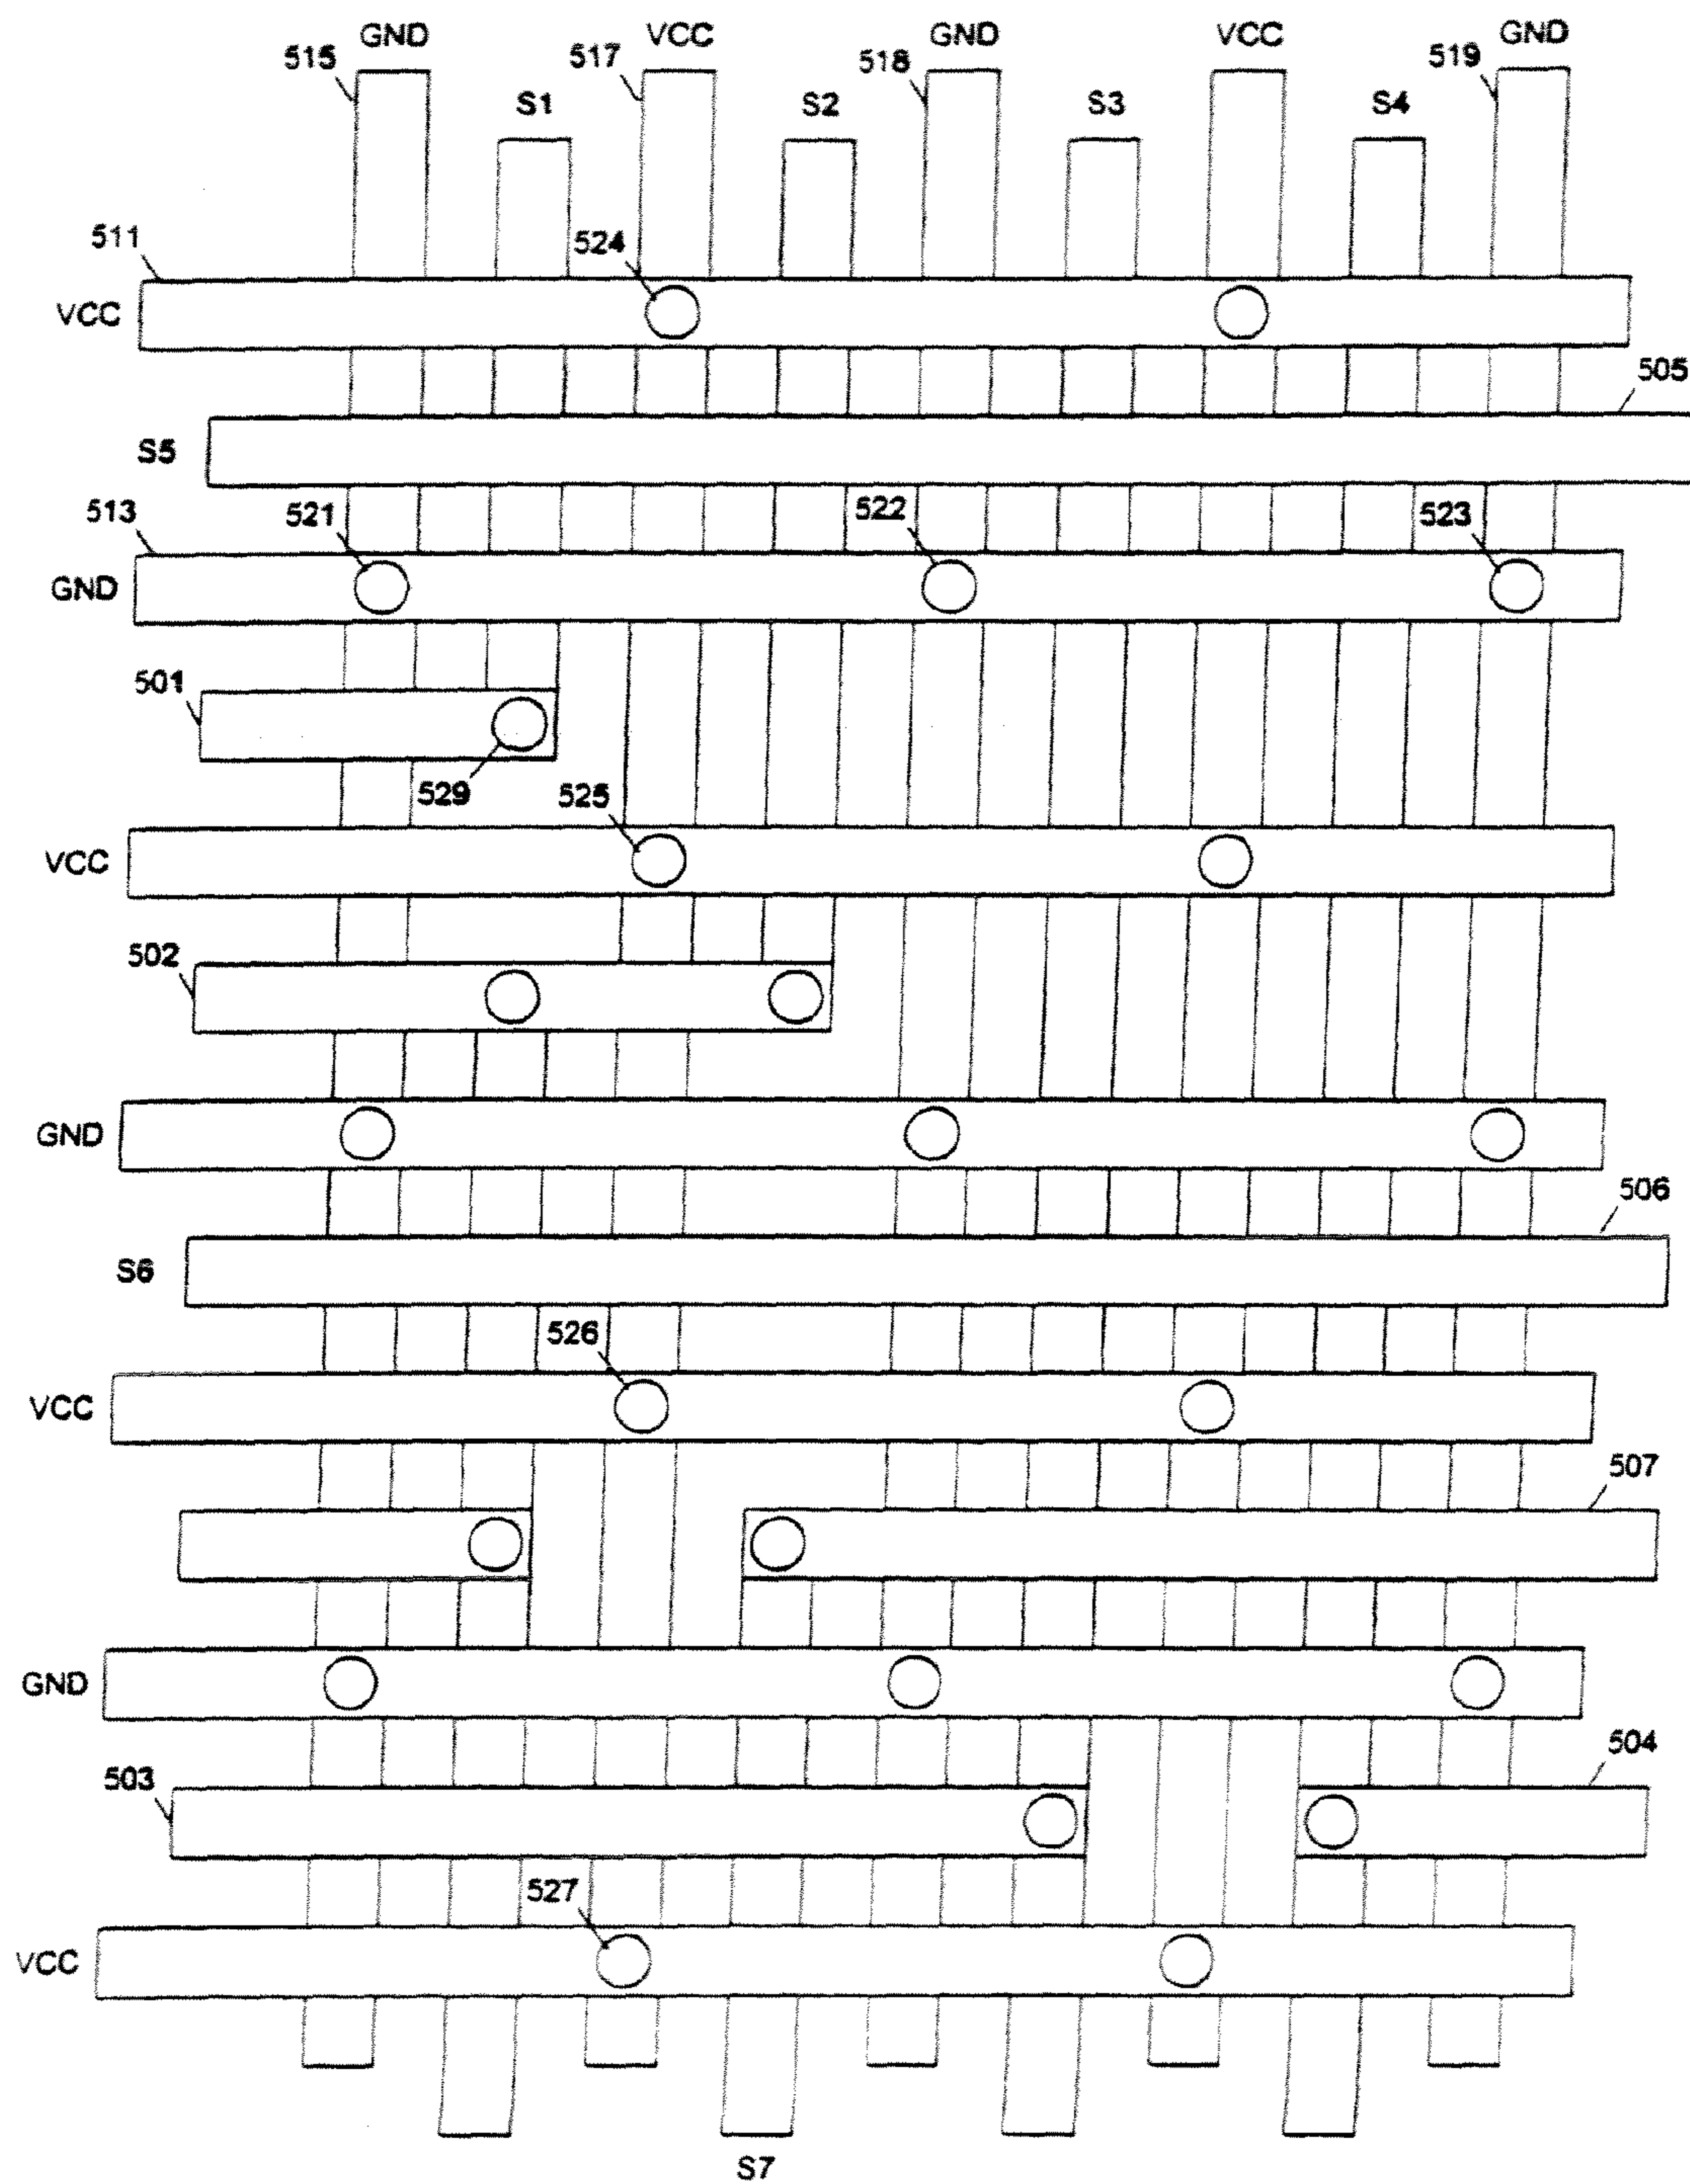 GND VCC GND VCC GND
515 517 518 519
S1 S2 S3 S4
511 524
VCC
505
S5
513 521 522 523
GND
501
529 525
VCC
502
GND
506
S6
526
VCC
507
GND
503 504
527
VCC
S7